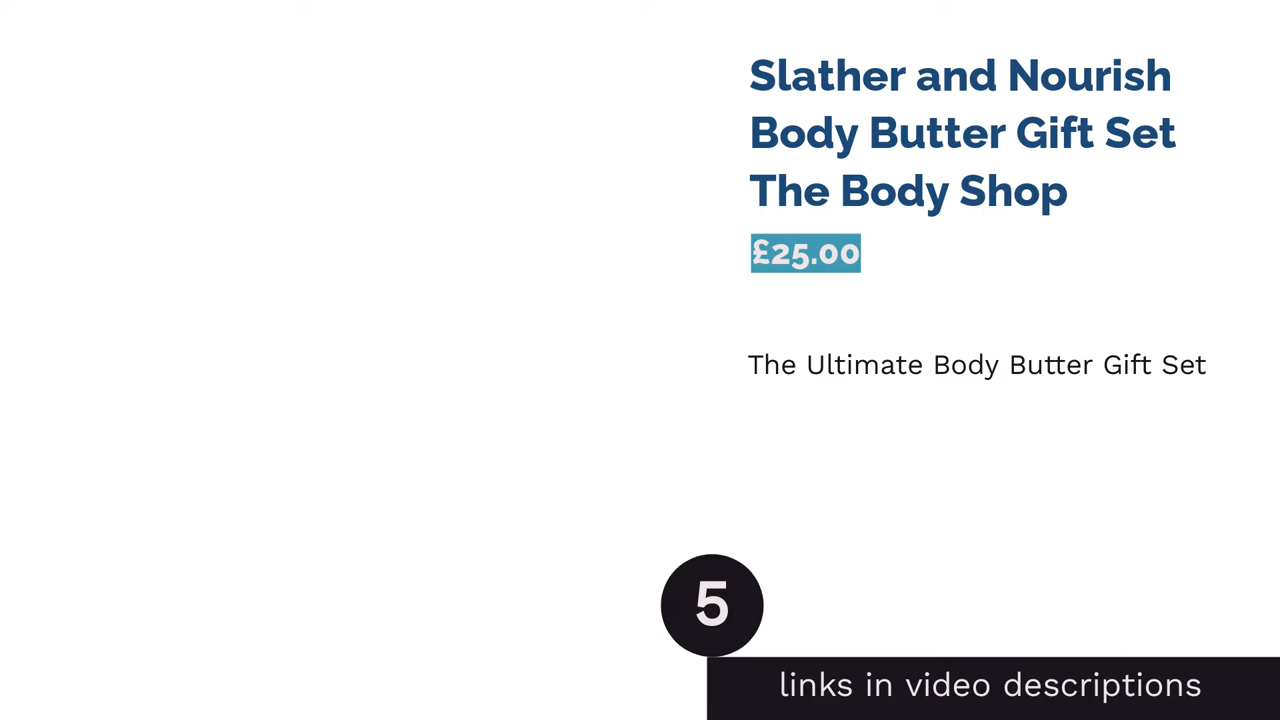 Slather and Nourish
Body Butter Gift Set
The Body Shop
£25.00
The Ultimate Body Butter Gift Set
5
links in video descriptions